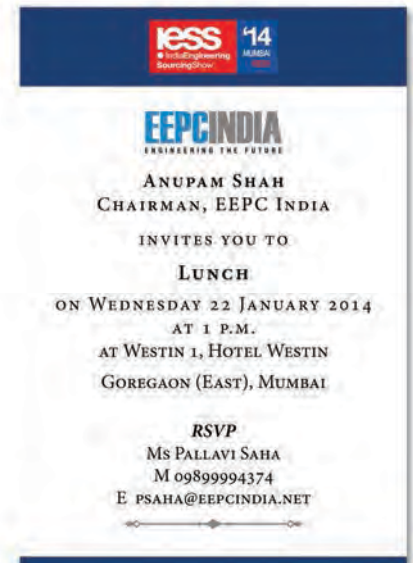 iess '14
IndiaEngineering MUMBAI
SourcingShow
EEPCINDIA
ENGINEERING THE FUTURE
ANUPAM SHAH
CHAIRMAN, EEPC INDIA
INVITES YOU TO
LUNCH
ON WEDNESDAY 22 JANUARY 2014
AT 1 P.M.
AT WESTIN 1, HOTEL WESTIN
GOREGAON (EAST), MUMBAI
RSVP
MS PALLAVI SAHA
M 09899994374
E PSAHA@EEPCINDIA.NET